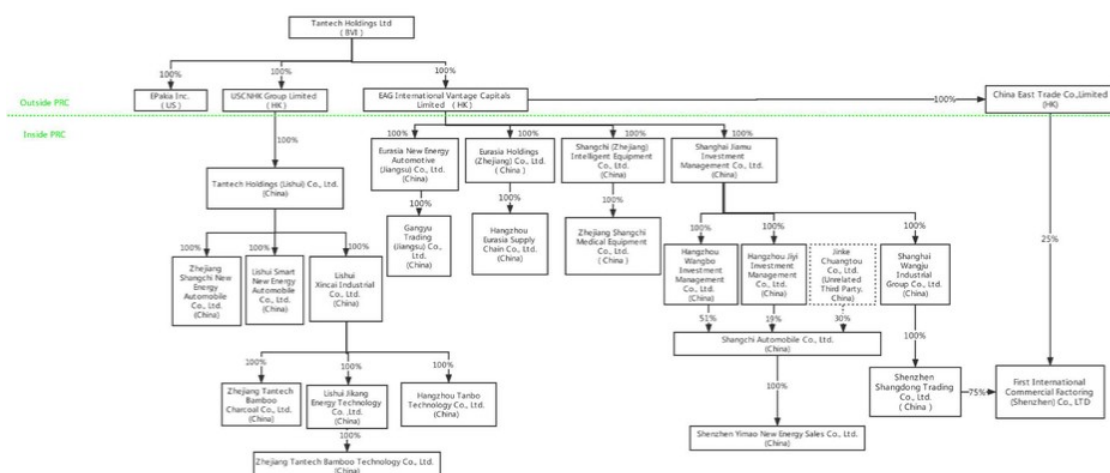 Tantech Holdings Ltd
( BVI )
100%
100%
100%
EPakia Inc.
( US )
USCNHK Group Limited
( HK )
EAG International Vantage Capitals
Limited ( HK )
100%
China East Trade Co.,Limited
(HK)
Outside PRC
Inside PRC
100%
100%
100%
100%
100%
Tantech Holdings (Lishui) Co., Ltd.
(China)
Eurasia New Energy
Automotive
(Jiangsu) Co., Ltd.
(China)
Eurasia Holdings
(Zhejiang) Co., Ltd.
( China )
Shangchi (Zhejiang)
Intelligent Equipment
Co., Ltd.
(China)
Shanghai Jiamu
Investment
Management Co., Ltd.
(China)
100%
100%
100%
Gangyu
Trading
(Jiangsu) Co.,
Ltd.
(China)
Hangzhou
Eurasia Supply
Chain Co., Ltd.
(China)
Zhejiang Shangchi
Medical Equipment
Co., Ltd.
( China )
100%
100%
100%
Hangzhou
Wangbo
Investment
Management
Co., Ltd.
(China)
Hangzhou Jiyi
Investment
Management
Co., Ltd.
(China)
Jinke
Chuangtou
Co., Ltd.
(Unrelated
Third Party,
China)
Shanghai
Wangju
Industrial
Group Co., Ltd.
(China)
25%
100%
100%
100%
Zhejiang
Shangchi New
Energy
Automobile
Co., Ltd.
(China)
Lishui Smart
New Energy
Automobile
Co., Ltd.
(China)
Lishui
Xincai Industrial
Co., Ltd.
(China)
51%
19%
30%
Shangchi Automobile Co., Ltd.
(China)
100%
100%
100%
100%
Zhejiang Tantech
Bamboo
Charcoal Co., Ltd.
(China)
Lishui Jikang
Energy Technology
Co. ,Ltd.
(China)
Hangzhou Tanbo
Technology Co., Ltd.
(China)
100%
Shenzhen
Shangdong Trading
Co., Ltd.
( China )
75%
First International
Commercial Factoring
(Shenzhen) Co., LTD
100%
Zhejiang Tantech Bamboo Technology Co., Ltd.
(China)
Shenzhen Yimao New Energy Sales Co., Ltd.
(China)